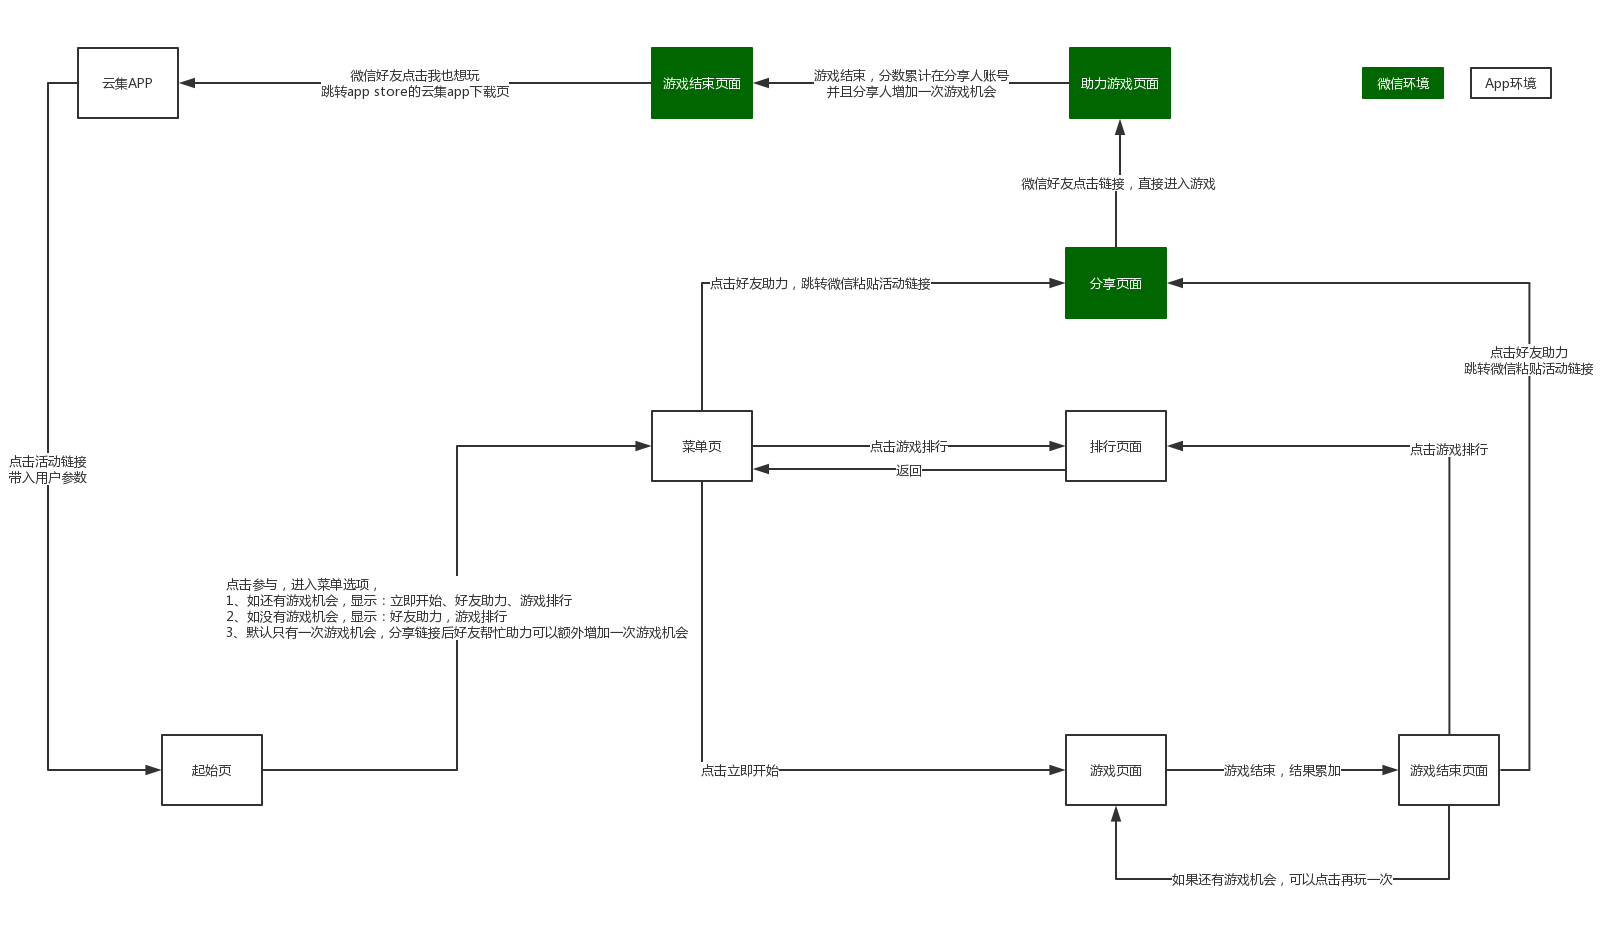 云集APP
微信好友点击我也想玩
跳转app store的云集app下载页
游戏结束页面
游戏结束，分数累计在分享人账号
并且分享人增加一次游戏机会
助力游戏页面
微信环境
App环境
微信好友点击链接，直接进入游戏
点击好友助力，跳转微信粘贴活动链接
分享页面
点击好友助力
跳转微信粘贴活动链接
点击活动链接
带入用户参数
菜单页
点击游戏排行
返回
排行页面
点击游戏排行
点击参与，进入菜单选项，
1、如还有游戏机会，显示：立即开始、好友助力、游戏排行
2、如没有游戏机会，显示：好友助力，游戏排行
3、默认只有一次游戏机会，分享链接后好友帮忙助力可以额外增加一次游戏机会
起始页
点击立即开始
游戏页面
游戏结束，结果累加
游戏结束页面
如果还有游戏机会，可以点击再玩一次